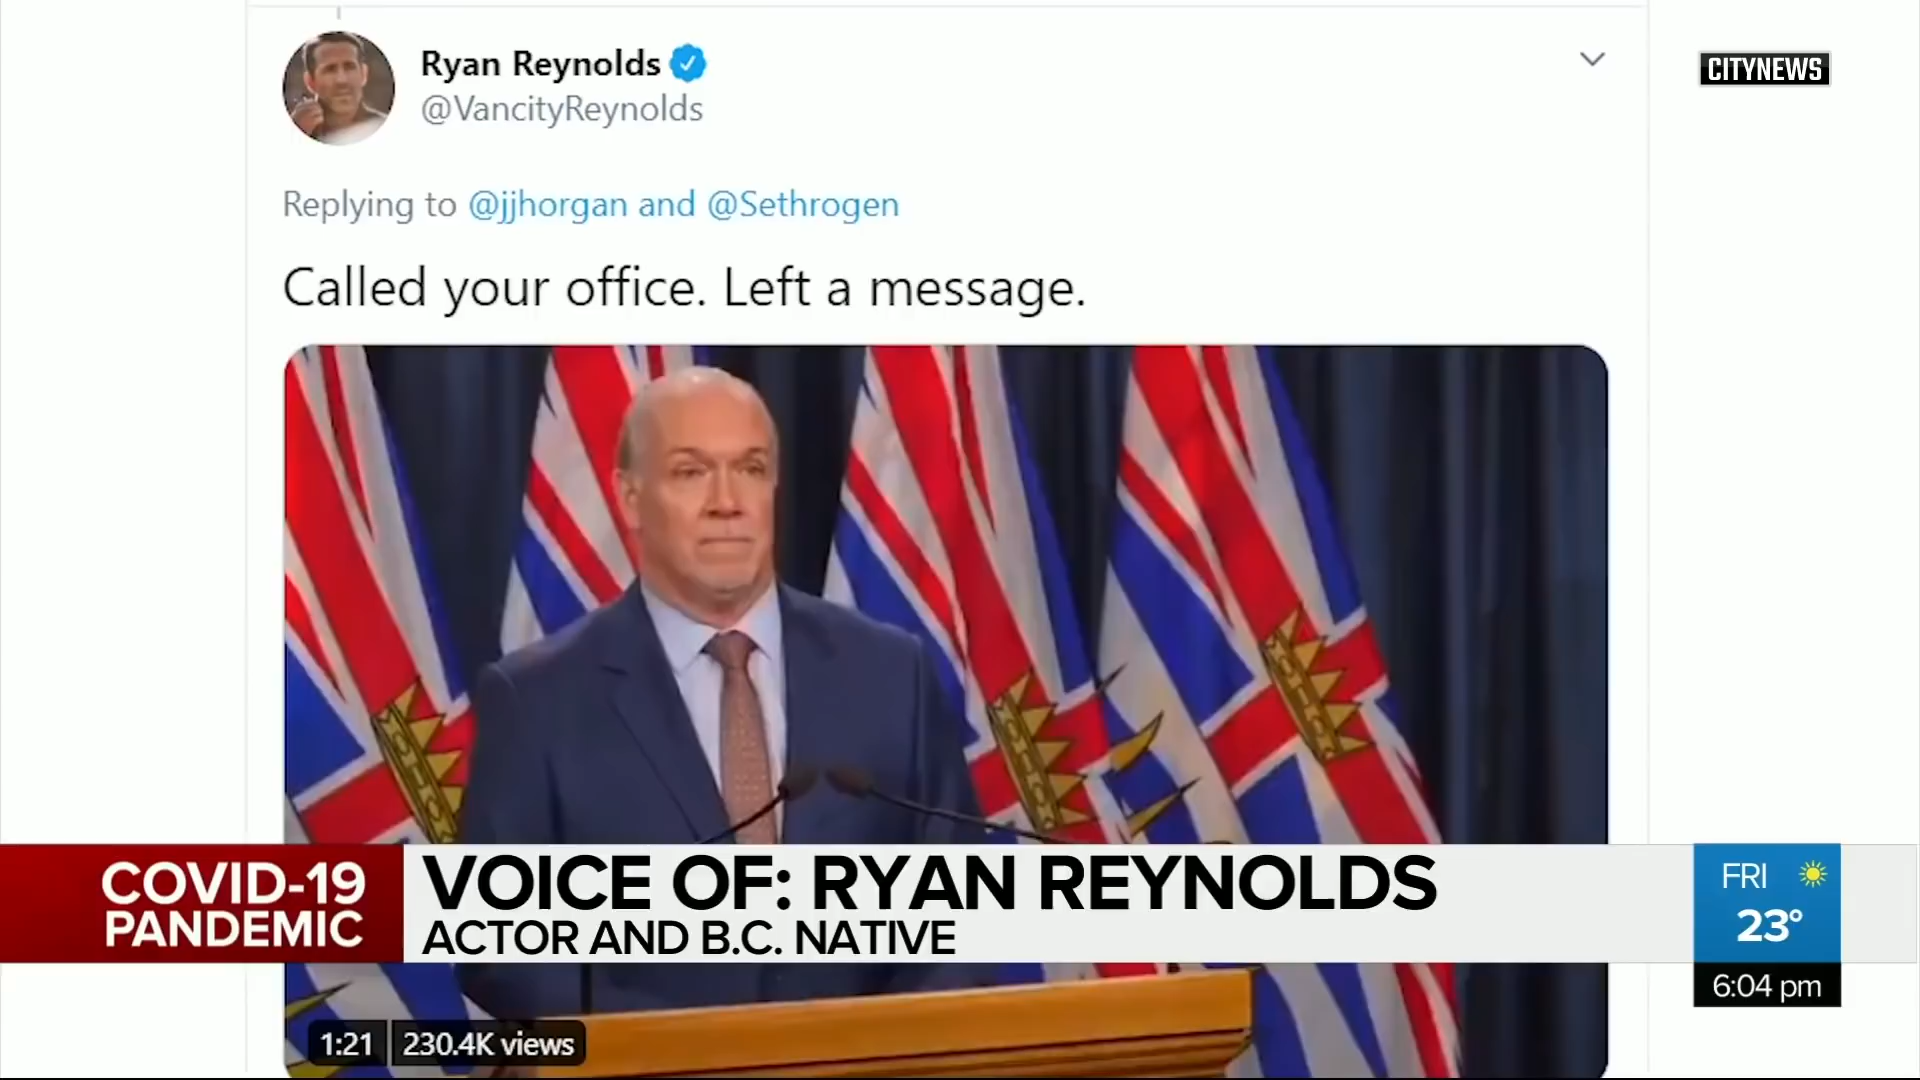 Ryan Reynolds
@VancityReynolds
CITYNEWS
Replying to @jjhorgan and @Sethrogen
Called your office. Left a message.
COVID-19
PANDEMIC
VOICE OF: RYAN REYNOLDS
ACTOR AND B.C. NATIVE
FRI
23°
6:04 pm
1:21
230.4K views